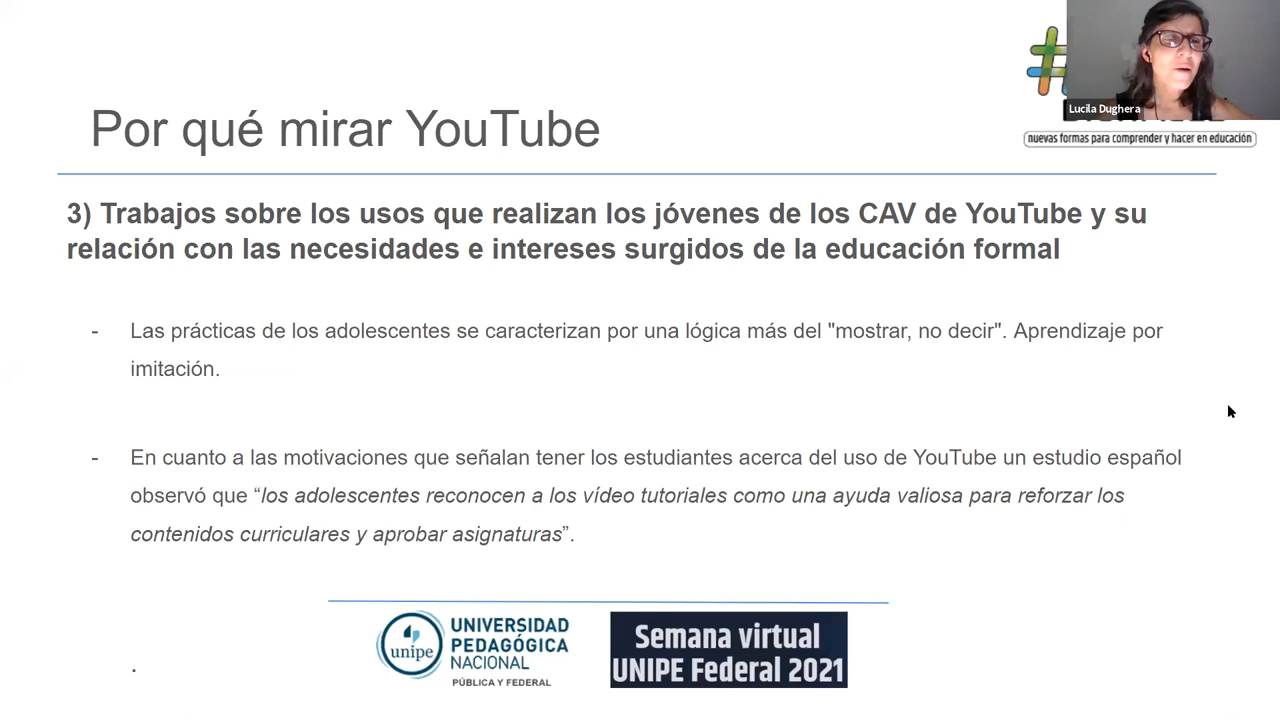 Lucila Dughera
nuevas formas para comprender y hacer en educación
Por qué mirar YouTube
3) Trabajos sobre los usos que realizan los jóvenes de los CAV de YouTube y su
relación con las necesidades e intereses surgidos de la educación formal
- Las prácticas de los adolescentes se caracterizan por una lógica más del "mostrar, no decir". Aprendizaje por
imitación.
- En cuanto a las motivaciones que señalan tener los estudiantes acerca del uso de YouTube un estudio español
observó que “los adolescentes reconocen a los vídeo tutoriales como una ayuda valiosa para reforzar los
contenidos curriculares y aprobar asignaturas”.
unipe
UNIVERSIDAD
PEDAGÓGICA
NACIONAL
PÚBLICA Y FEDERAL
Semana virtual
UNIPE Federal 2021
.